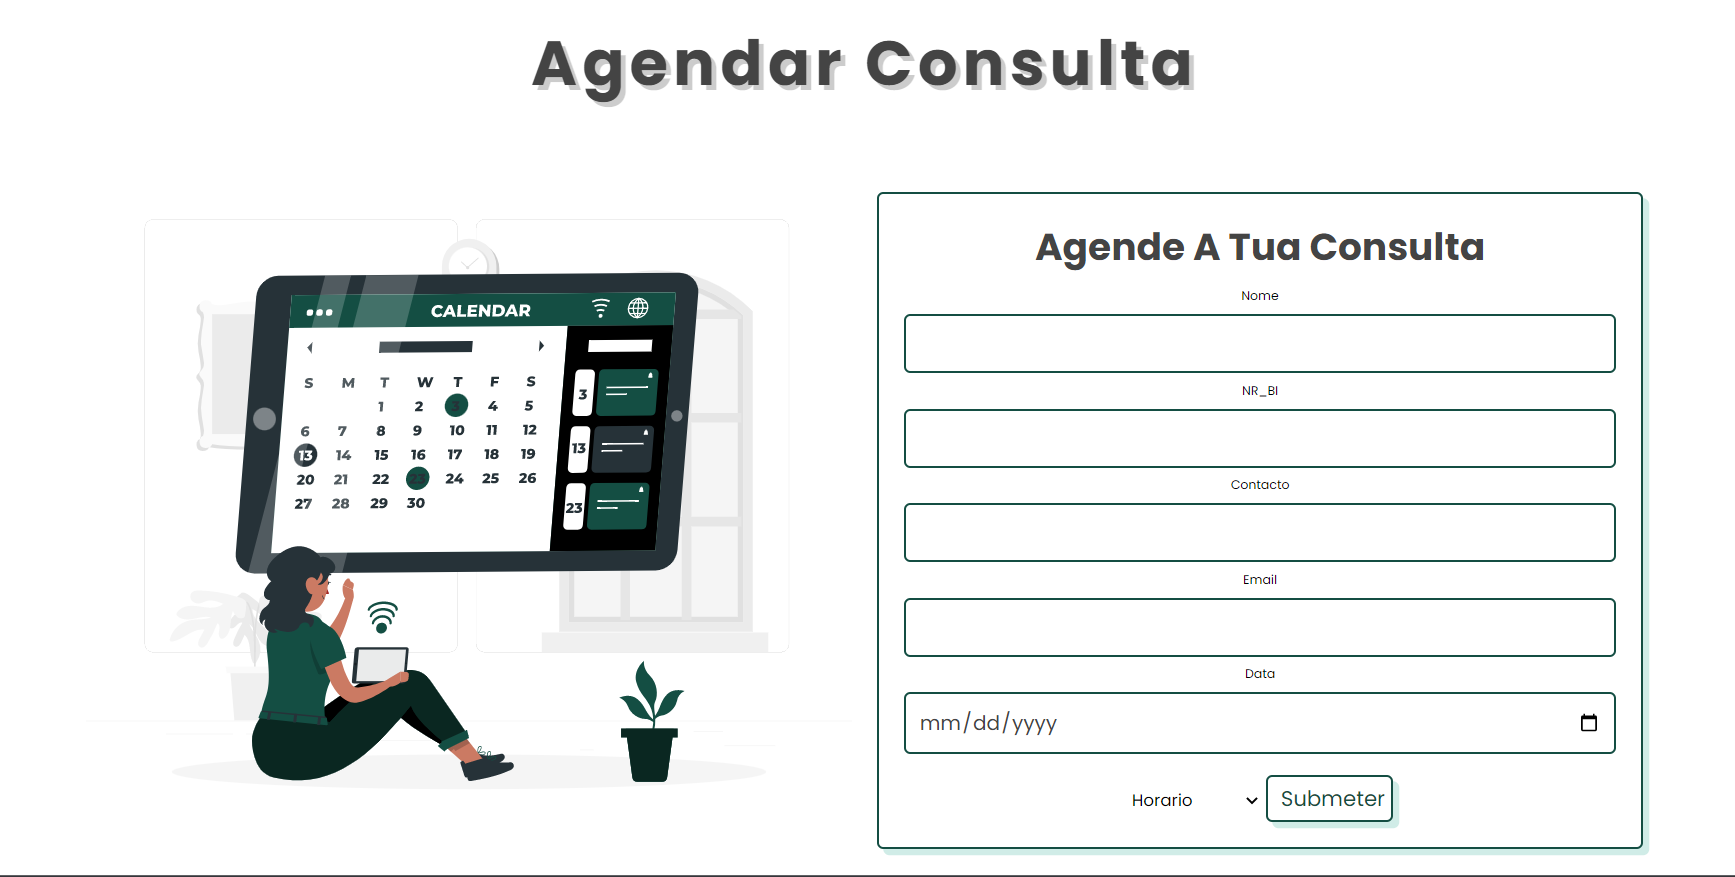 Agendar Consulta
CALENDAR
S M T W T F S
1 2 3 4 5
6 7 8 9 10 11 12
13 14 15 16 17 18 19
20 21 22 23 24 25 26
27 28 29 30
3
13
23
Agende A Tua Consulta
Nome
NR_BI
Contacto
Email
Data
mm/dd/yyyy
Horario
Submeter